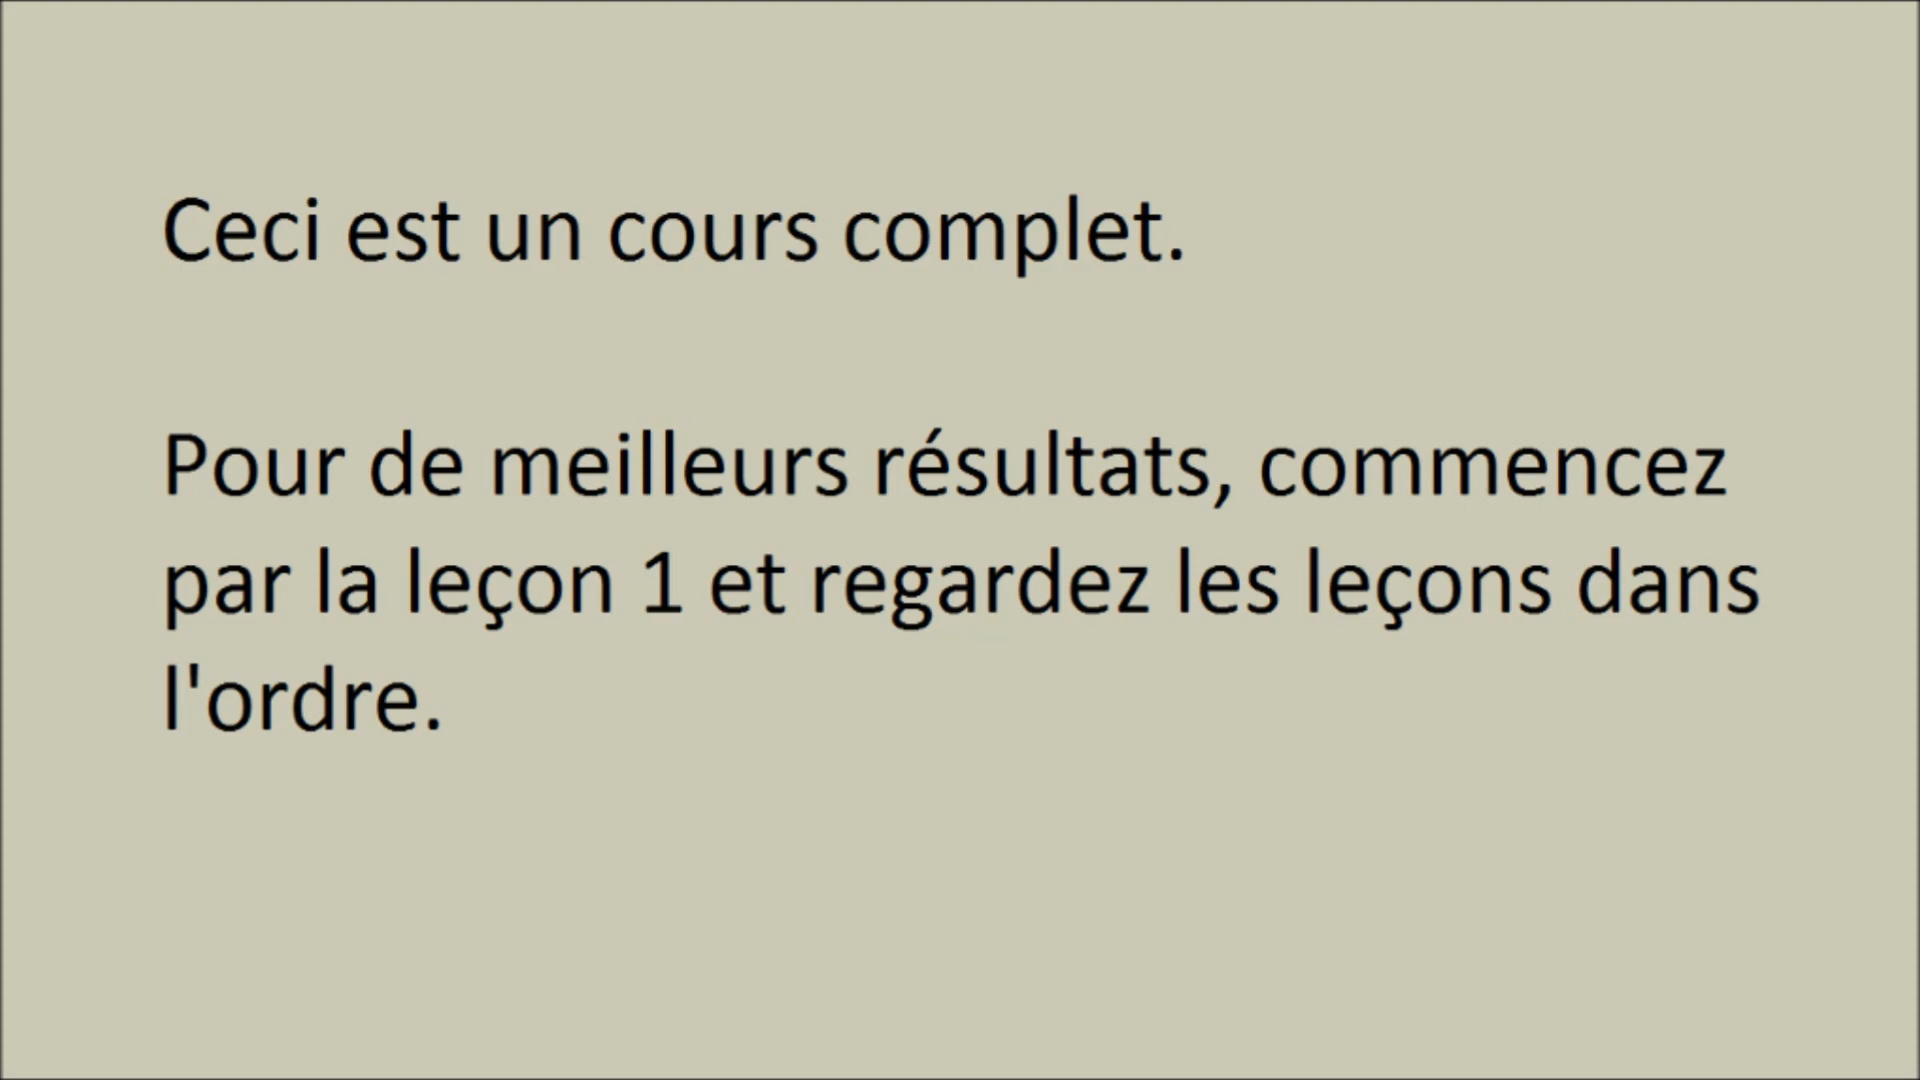 Ceci est un cours complet.
Pour de meilleurs résultats, commencez
par la leçon 1 et regardez les leçons dans
l'ordre.